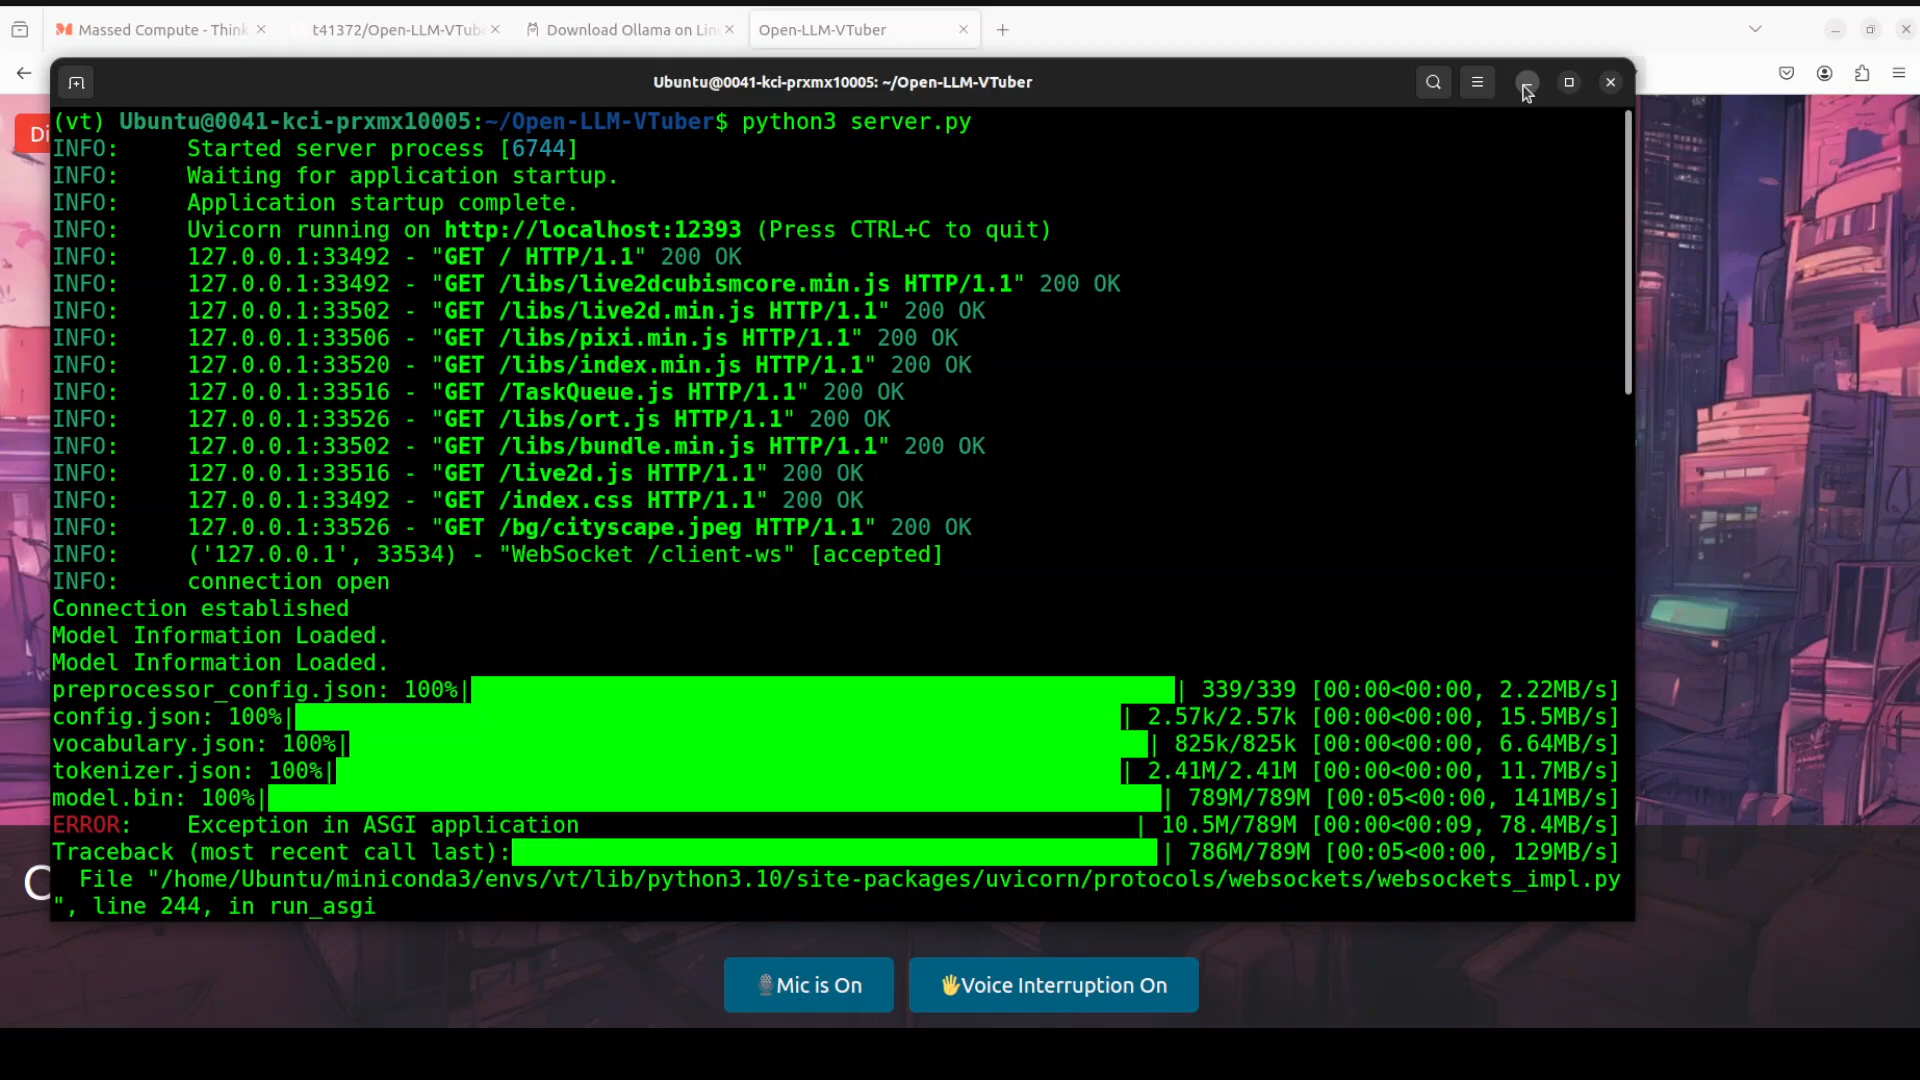 Massed Compute - Think
t41372/Open-LLM-VTube
Download Ollama on Lin
Open-LLM-VTuber
Ubuntu@0041-kci-prxmx10005: ~/Open-LLM-VTuber
Di
(vt) Ubuntu@0041-kci-prxmx10005:~/Open-LLM-VTuber$ python3 server.py
INFO:     Started server process [6744]
INFO:     Waiting for application startup.
INFO:     Application startup complete.
INFO:     Uvicorn running on http://localhost:12393 (Press CTRL+C to quit)
INFO:     127.0.0.1:33492 - "GET / HTTP/1.1" 200 OK
INFO:     127.0.0.1:33492 - "GET /libs/live2dcubismcore.min.js HTTP/1.1" 200 OK
INFO:     127.0.0.1:33502 - "GET /libs/live2d.min.js HTTP/1.1" 200 OK
INFO:     127.0.0.1:33506 - "GET /libs/pixi.min.js HTTP/1.1" 200 OK
INFO:     127.0.0.1:33520 - "GET /libs/index.min.js HTTP/1.1" 200 OK
INFO:     127.0.0.1:33516 - "GET /TaskQueue.js HTTP/1.1" 200 OK
INFO:     127.0.0.1:33526 - "GET /libs/ort.js HTTP/1.1" 200 OK
INFO:     127.0.0.1:33502 - "GET /libs/bundle.min.js HTTP/1.1" 200 OK
INFO:     127.0.0.1:33516 - "GET /live2d.js HTTP/1.1" 200 OK
INFO:     127.0.0.1:33492 - "GET /index.css HTTP/1.1" 200 OK
INFO:     127.0.0.1:33526 - "GET /bg/cityscape.jpeg HTTP/1.1" 200 OK
INFO:     ('127.0.0.1', 33534) - "WebSocket /client-ws" [accepted]
INFO:     connection open
Connection established
Model Information Loaded.
Model Information Loaded.
preprocessor_config.json: 100%| | 339/339 [00:00<00:00, 2.22MB/s]
config.json: 100%| | 2.57k/2.57k [00:00<00:00, 15.5MB/s]
vocabulary.json: 100%| | 825k/825k [00:00<00:00, 6.64MB/s]
tokenizer.json: 100%| | 2.41M/2.41M [00:00<00:00, 11.7MB/s]
model.bin: 100%| | 789M/789M [00:05<00:00, 141MB/s]
ERROR:    Exception in ASGI application | 10.5M/789M [00:00<00:09, 78.4MB/s]
Traceback (most recent call last): | 786M/789M [00:05<00:00, 129MB/s]
  File "/home/Ubuntu/miniconda3/envs/vt/lib/python3.10/site-packages/uvicorn/protocols/websockets/websockets_impl.py
", line 244, in run_asgi
Mic is On
Voice Interruption On